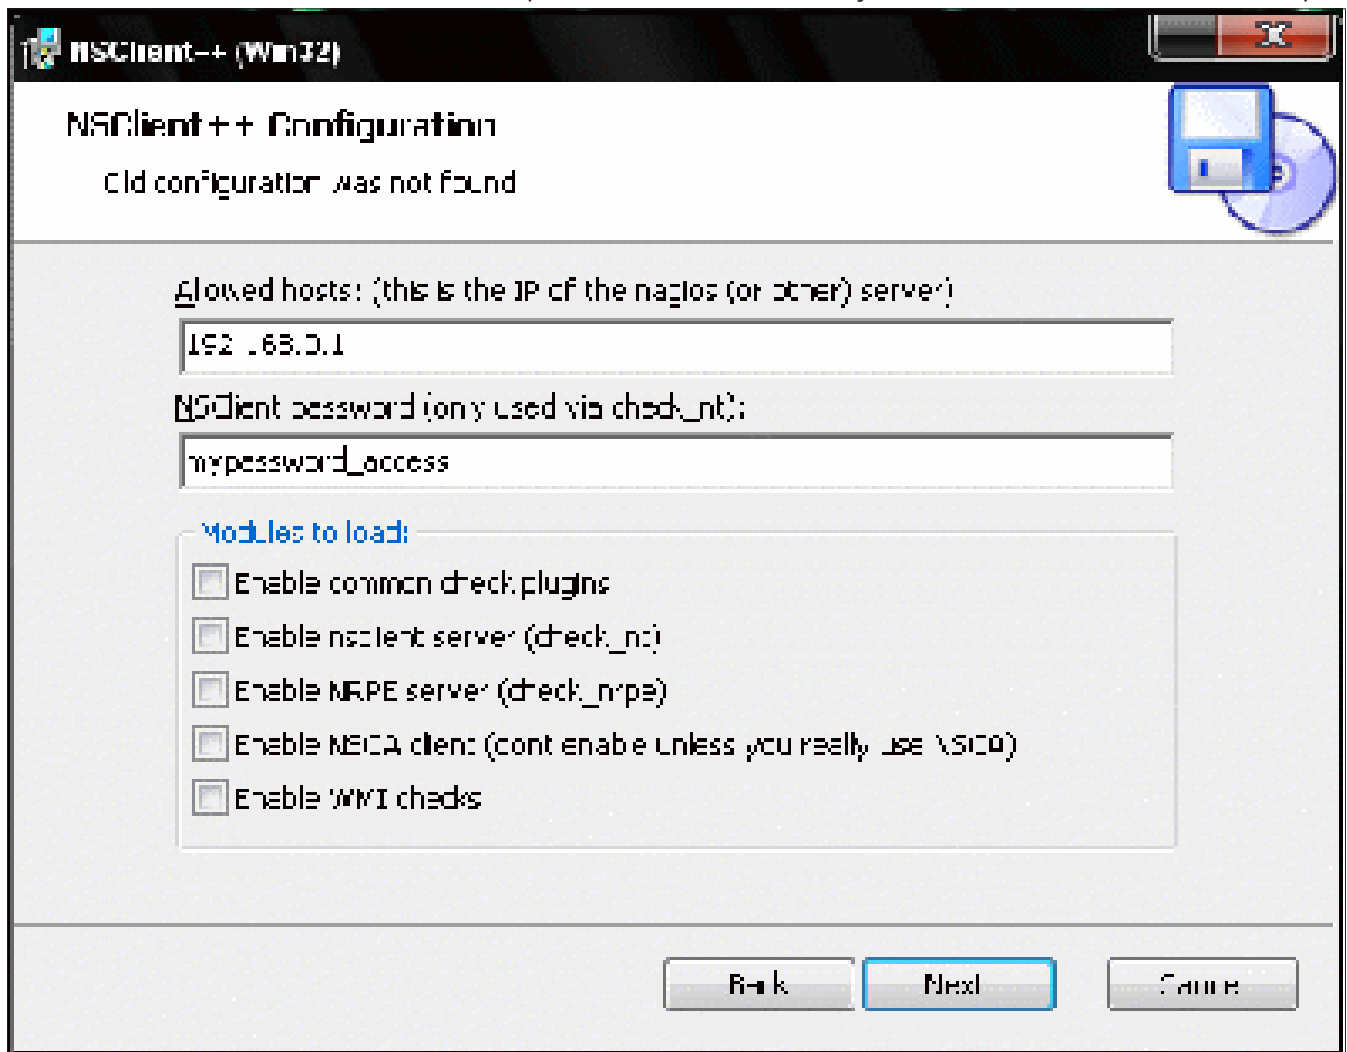 NSClient++ (Win32)
NSClient++ Configuration
Old configuration was not found
Allowed hosts: (this is the IP of the nagios (or other) server)
192.168.0.1
NSClient password (only used via check_nt):
mypassword_access
Modules to load:
Enable common check plugins
Enable nsclient server (check_nt)
Enable NRPE server (check_nrpe)
Enable NSCA client (dont enable unless you really use NSCA)
Enable WMI checks
Back
Next
Cancel